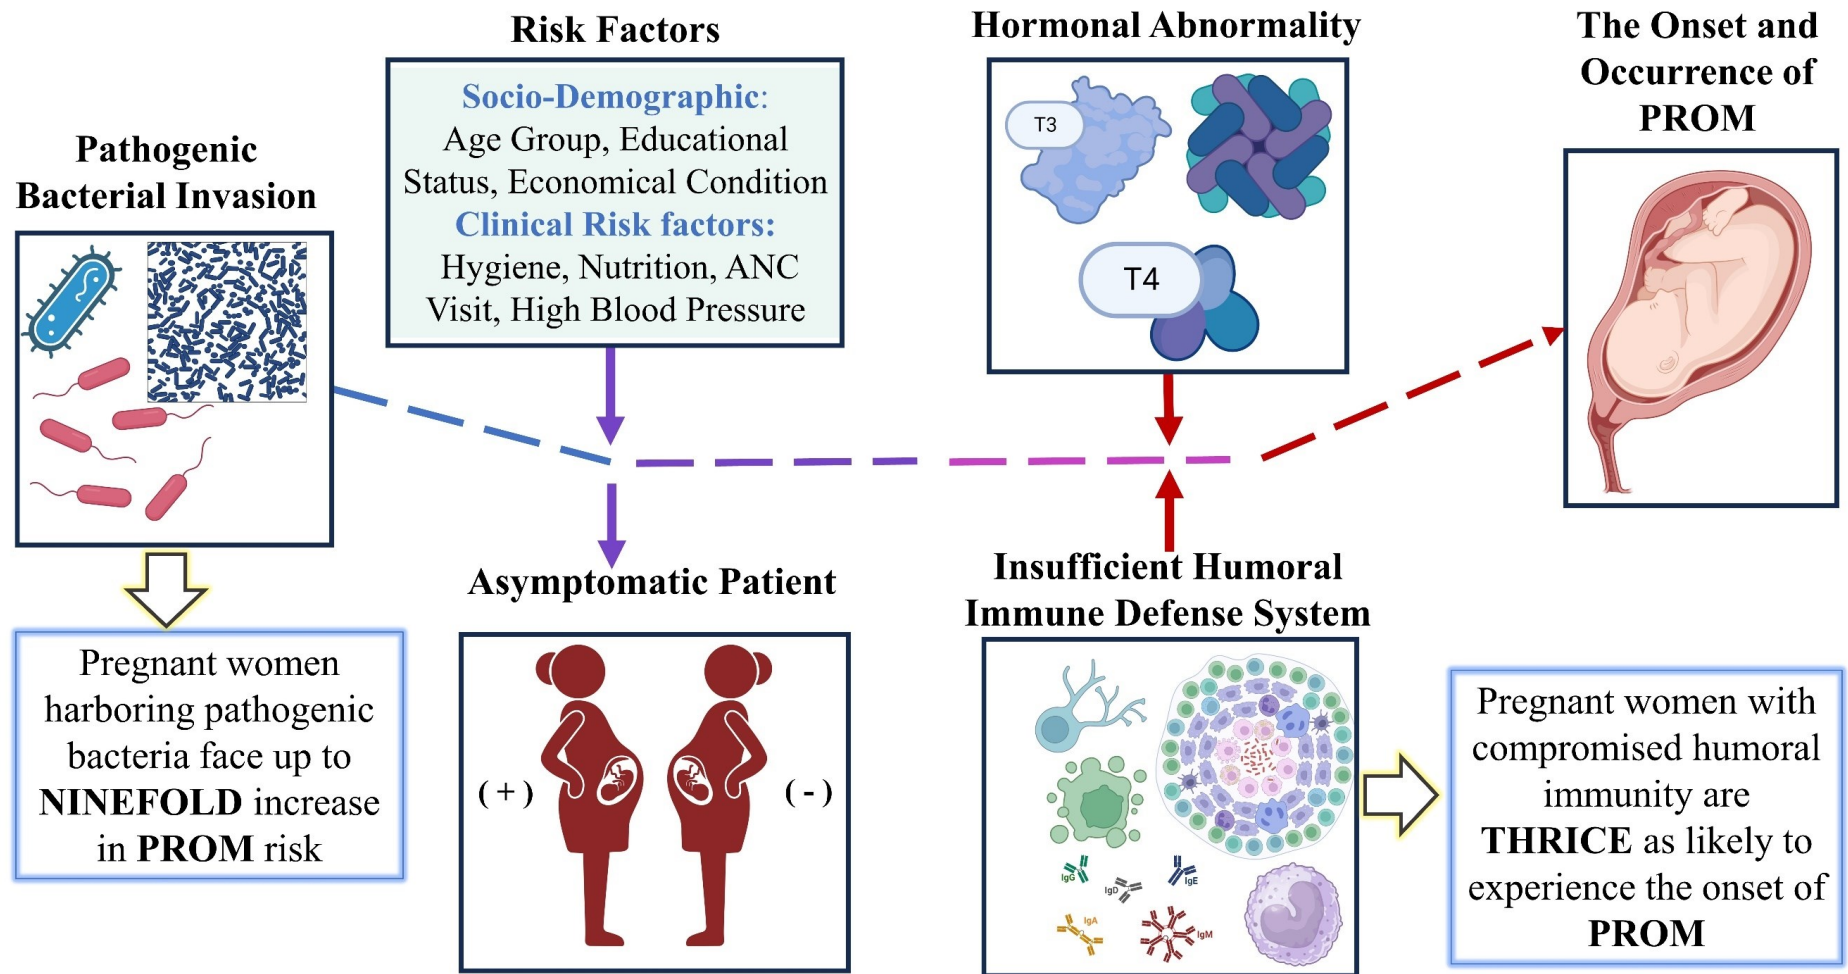 Risk Factors
Socio-Demographic:
Age Group, Educational
Status, Economical Condition
Clinical Risk factors:
Hygiene, Nutrition, ANC
Visit, High Blood Pressure
Hormonal Abnormality
T3
T4
The Onset and
Occurrence of
PROM
Pathogenic
Bacterial Invasion
Pregnant women
harboring pathogenic
bacteria face up to
NINEFOLD increase
in PROM risk
Asymptomatic Patient
( + )
( - )
Insufficient Humoral
Immune Defense System
IgG
IgD
IgE
IgA
IgM
Pregnant women with
compromised humoral
immunity are
THRICE as likely to
experience the onset of
PROM